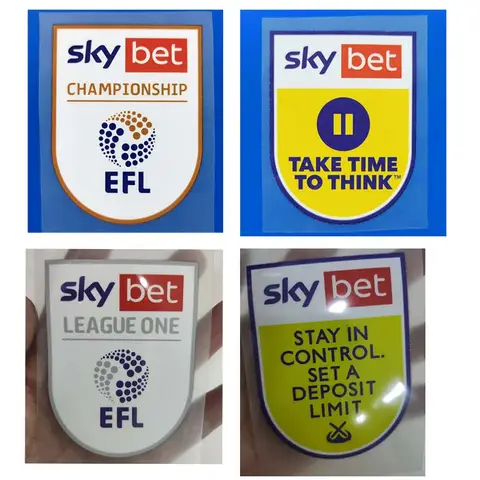 sky bet
CHAMPIONSHIP
EFL
sky bet
TAKE TIME
TO THINK™
sky bet
LEAGUE ONE
EFL
sky bet
STAY IN
CONTROL.
SET A
DEPOSIT
LIMIT